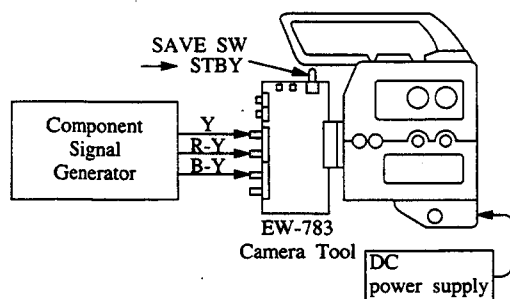 SAVE SW
STBY
Component
Signal
Generator
Y
R-Y
B-Y
EW-783
Camera Tool
DC
power supply